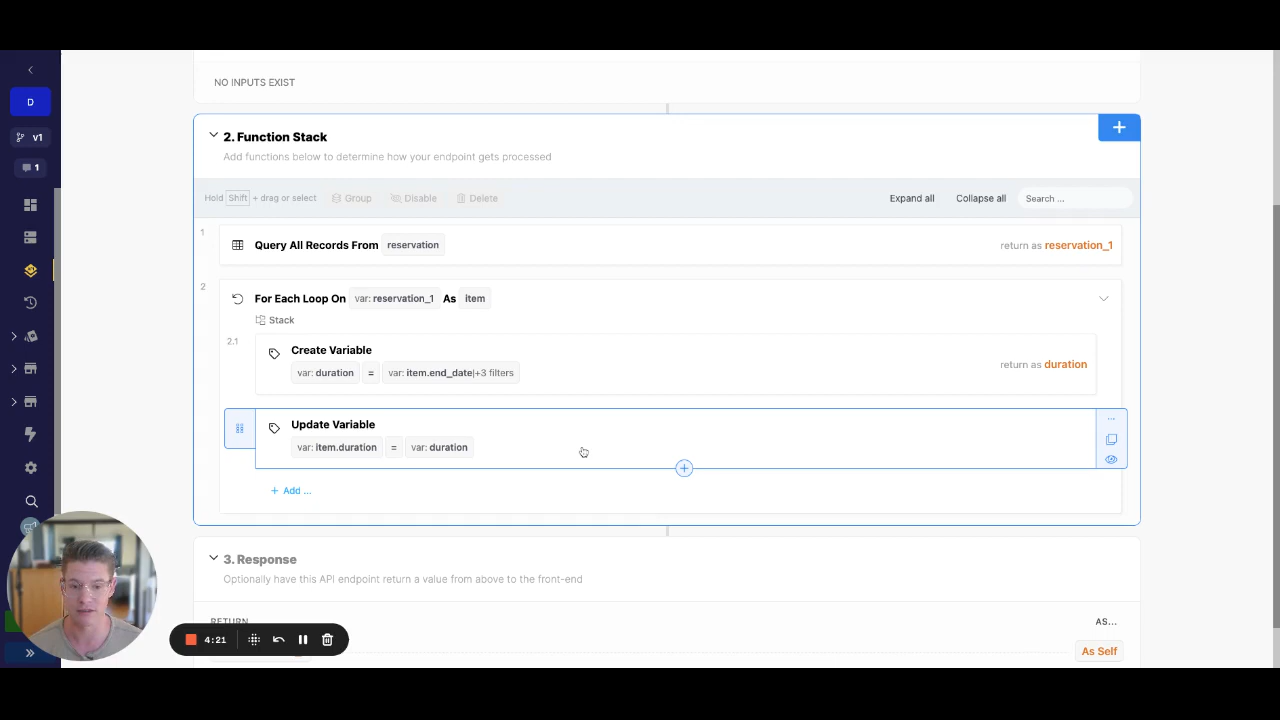 D
v1
1
NO INPUTS EXIST
2. Function Stack
Add functions below to determine how your endpoint gets processed
Hold Shift + drag or select Group Disable Delete Expand all Collapse all Search ...
1
Query All Records From reservation return as reservation_1
2
For Each Loop On var: reservation_1 As item
Stack
2.1
Create Variable
var: duration = var: item.end_date|+3 filters return as duration
Update Variable
var: item.duration = var: duration
+ Add ...
3. Response
Optionally have this API endpoint return a value from above to the front-end
RETURN AS...
As Self
4:21